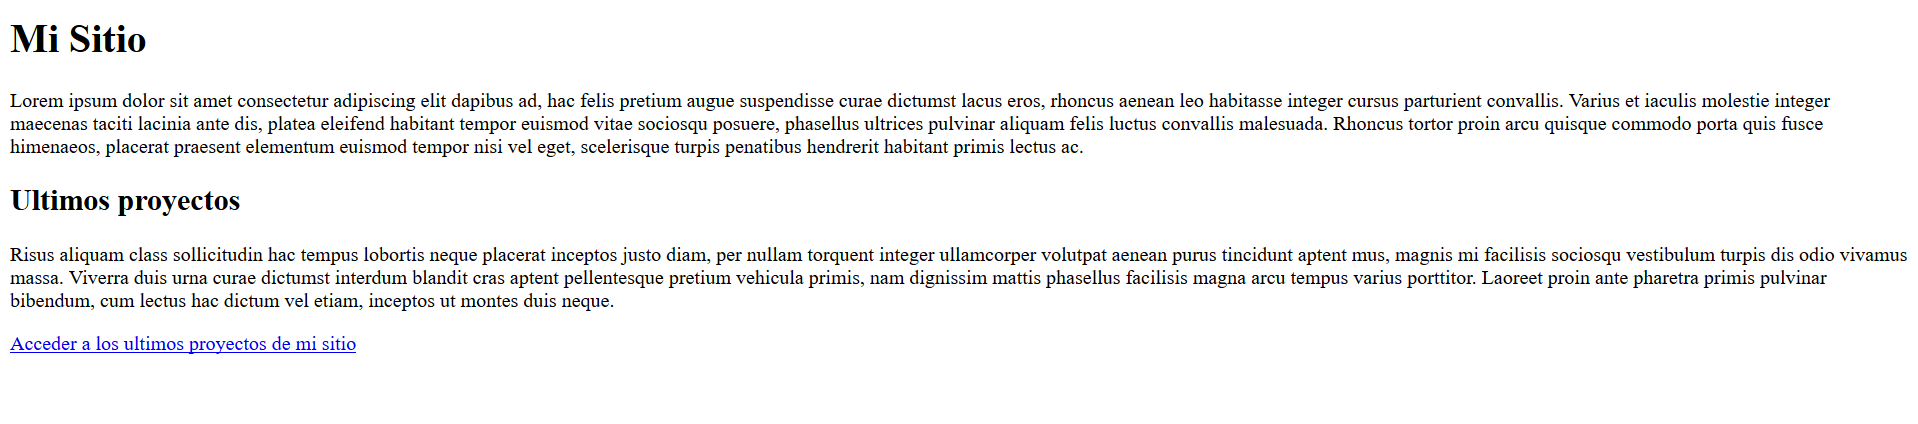 Mi Sitio
Lorem ipsum dolor sit amet consectetur adipiscing elit dapibus ad, hac felis pretium augue suspendisse curae dictumst lacus eros, rhoncus aenean leo habitasse integer cursus parturient convallis. Varius et iaculis molestie integer
maecenas taciti lacinia ante dis, platea eleifend habitant tempor euismod vitae sociosqu posuere, phasellus ultrices pulvinar aliquam felis luctus convallis malesuada. Rhoncus tortor proin arcu quisque commodo porta quis fusce
himenaeos, placerat praesent elementum euismod tempor nisi vel eget, scelerisque turpis penatibus hendrerit habitant primis lectus ac.
Ultimos proyectos
Risus aliquam class sollicitudin hac tempus lobortis neque placerat inceptos justo diam, per nullam torquent integer ullamcorper volutpat aenean purus tincidunt aptent mus, magnis mi facilisis sociosqu vestibulum turpis dis odio vivamus
massa. Viverra duis urna curae dictumst interdum blandit cras aptent pellentesque pretium vehicula primis, nam dignissim mattis phasellus facilisis magna arcu tempus varius porttitor. Laoreet proin ante pharetra primis pulvinar
bibendum, cum lectus hac dictum vel etiam, inceptos ut montes duis neque.
Acceder a los ultimos proyectos de mi sitio